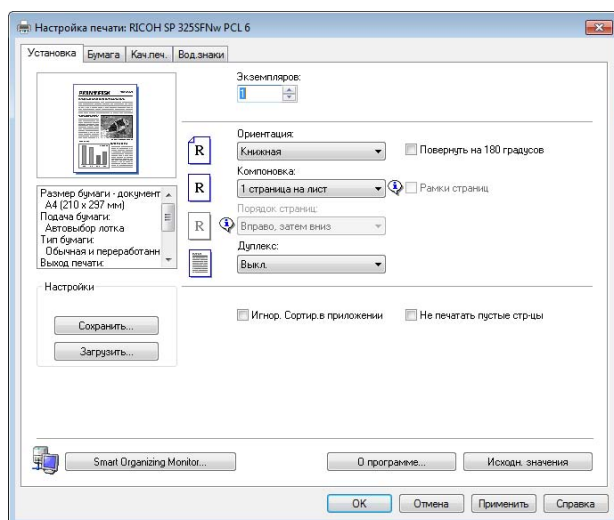 Настройка печати: RICOH SP 325SFNw PCL 6
Установка Бумага Кач.печ. Вод.знаки
Экземпляров:
1
Ориентация:
Книжная
Повернуть на 180 градусов
Компоновка:
1 страница на лист
Рамки страниц
Порядок страниц:
Вправо, затем вниз
Дуплекс:
Выкл.
R
R
R
Размер бумаги - документ
A4 (210 x 297 мм)
Подача бумаги:
Автовыбор лотка
Тип бумаги:
Обычная и переработанн
Выход печати:
Настройки
Сохранить...
Загрузить...
Игнор. Сортир.в приложении
Не печатать пустые стр-цы
Smart Organizing Monitor...
О программе...
Исходн. значения
OK Отмена Применить Справка